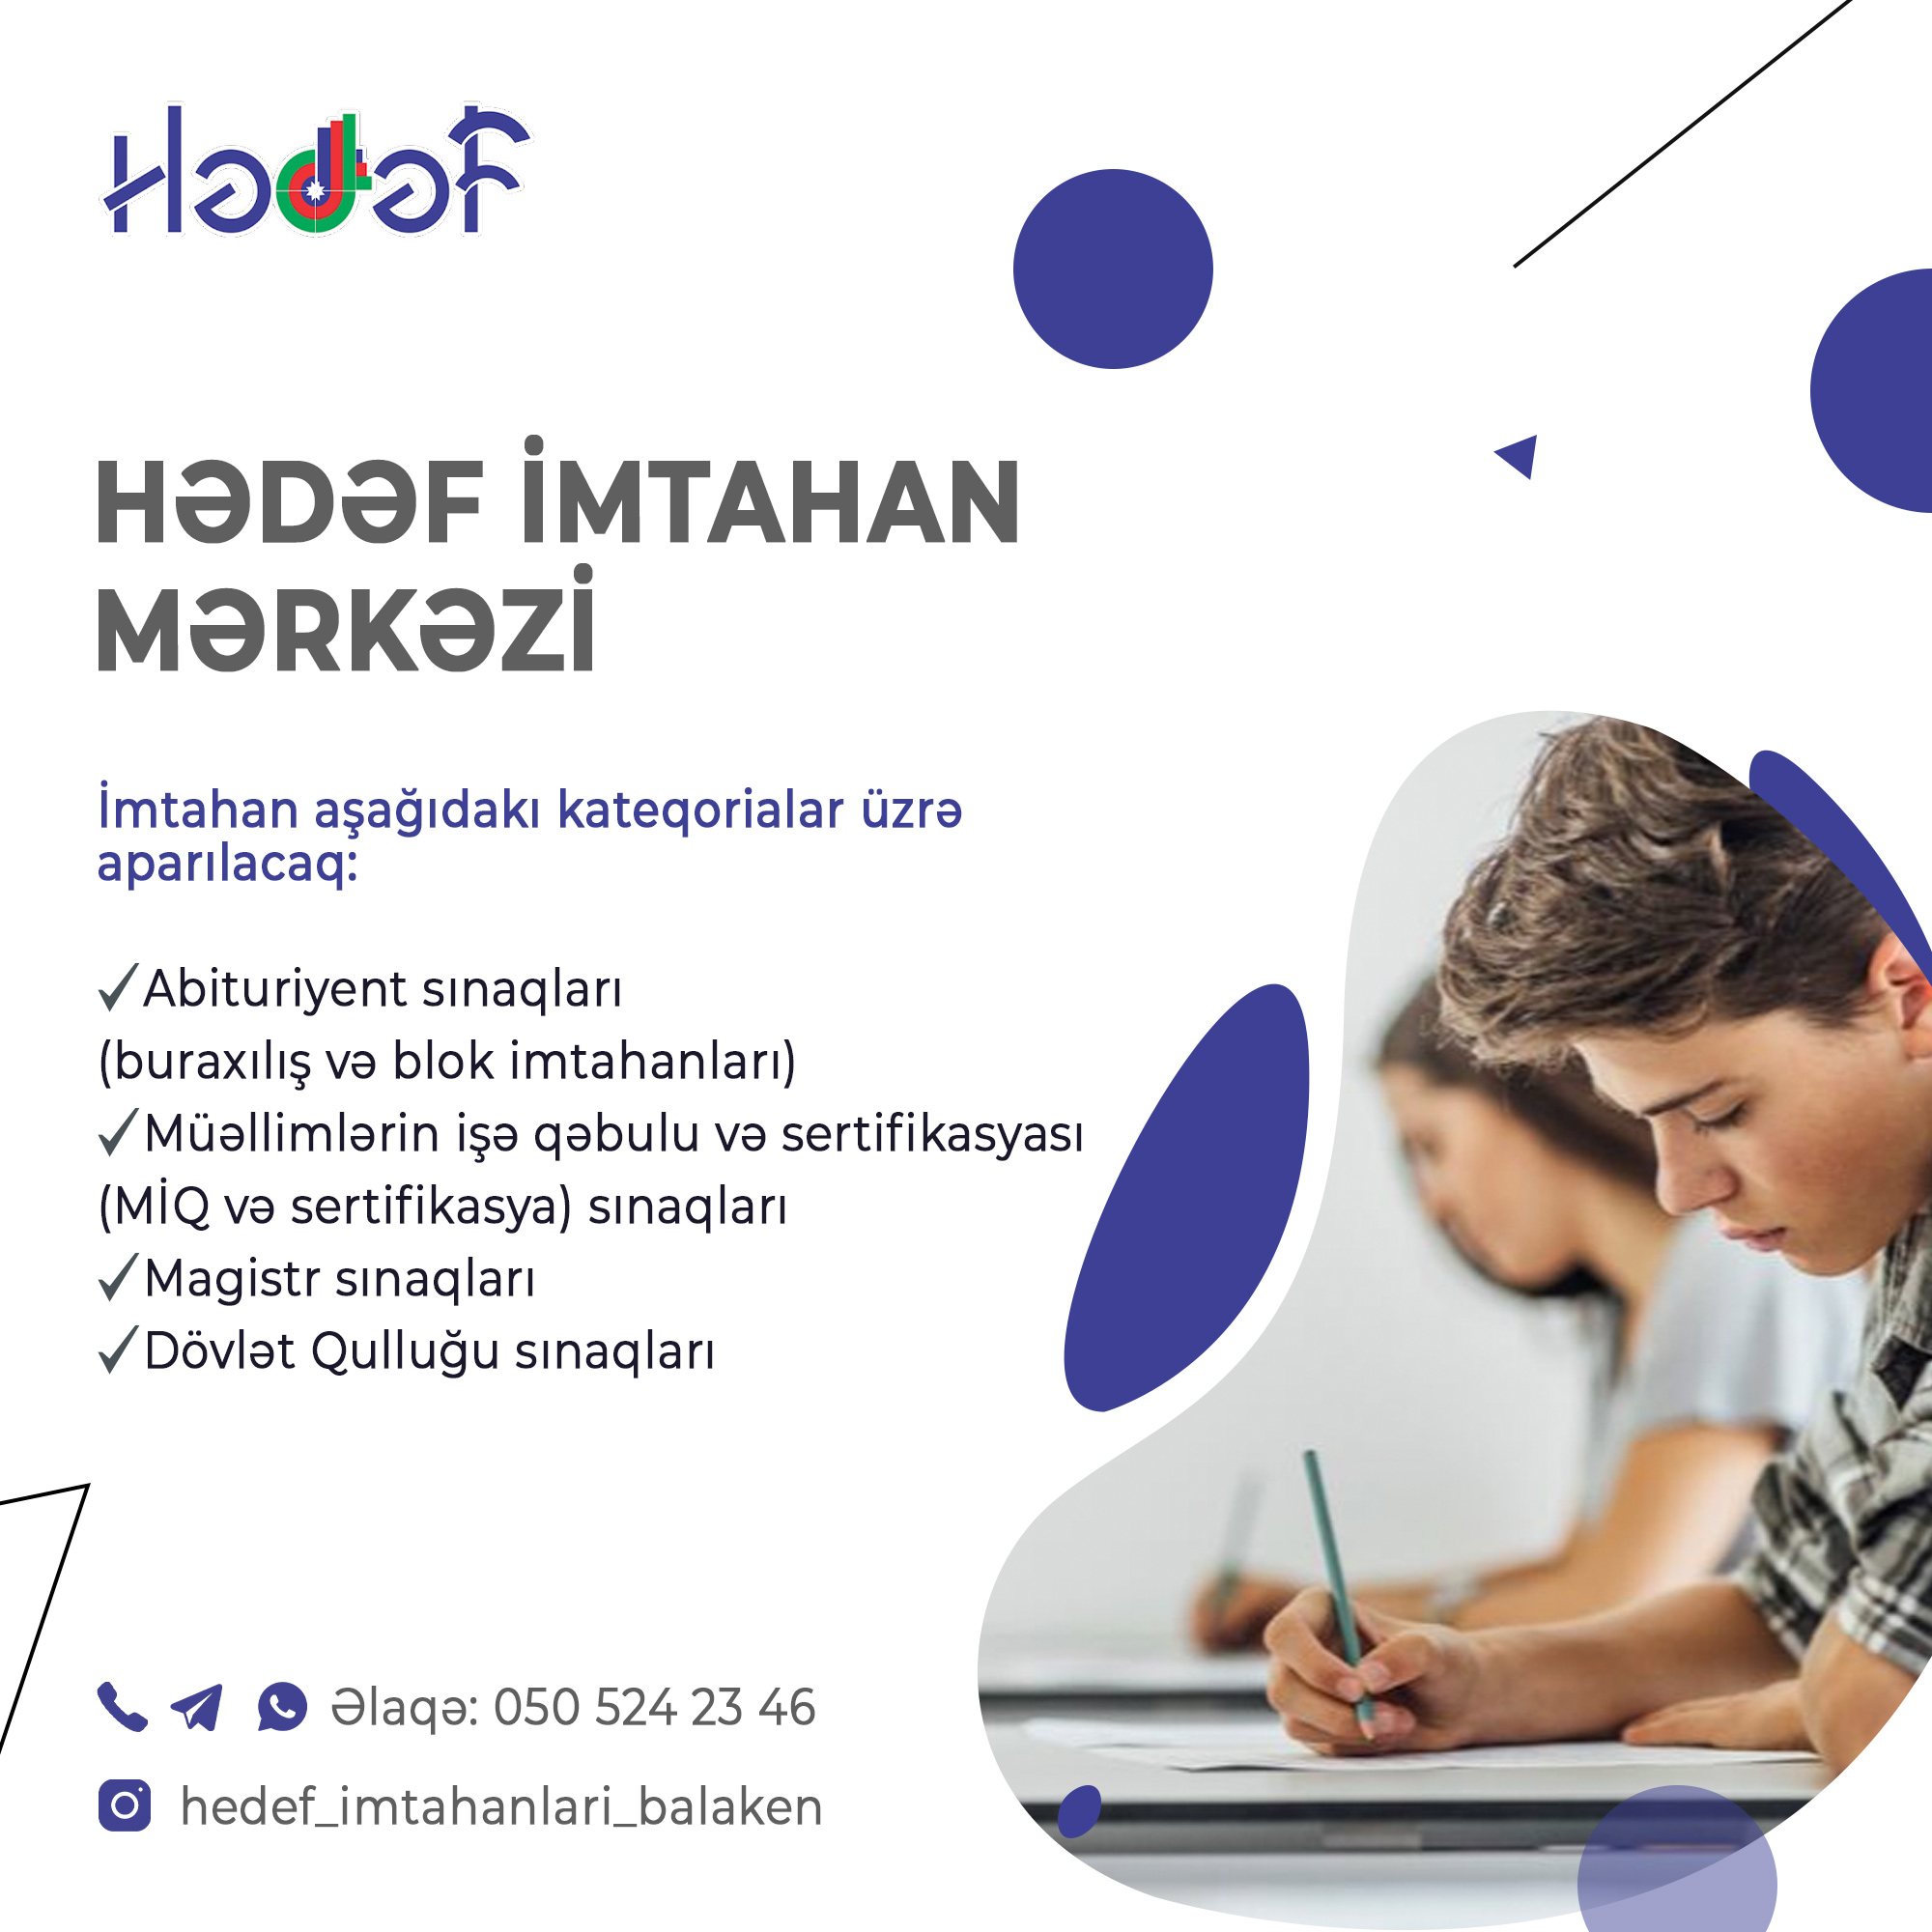 Hədəf
HƏDƏF İMTAHAN
MƏRKƏZİ
İmtahan aşağıdakı kateqorialar üzrə
aparılacaq:
✓Abituriyent sınaqları
(buraxılış və blok imtahanları)
✓Müəllimlərin işə qəbulu və sertifikasyası
(MİQ və sertifikasya) sınaqları
✓Magistr sınaqları
✓Dövlət Qulluğu sınaqları
Əlaqə: 050 524 23 46
hedef_imtahanlari_balaken